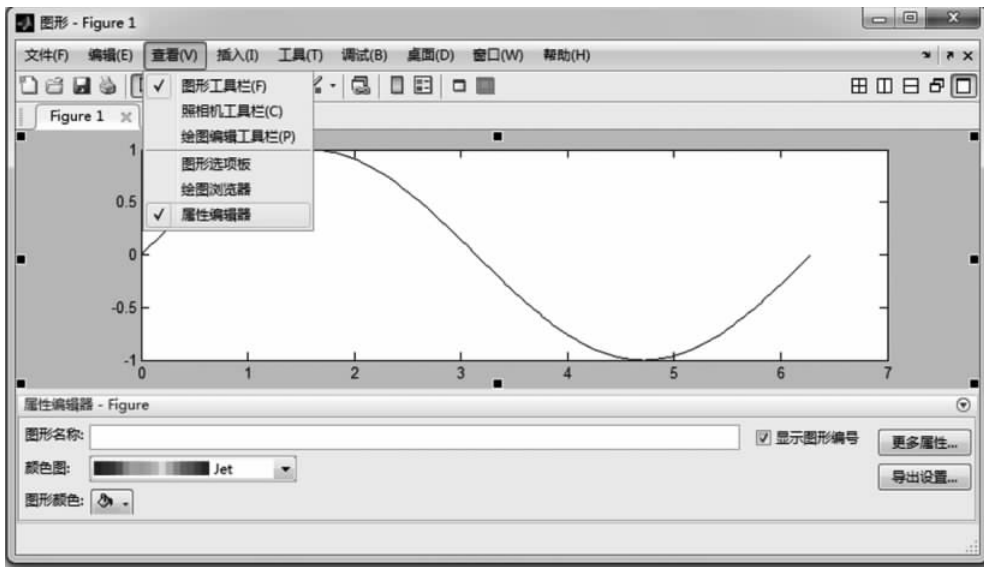 图形 - Figure 1
文件(F) 编辑(E) 查看(V) 插入(I) 工具(T) 调试(B) 桌面(D) 窗口(W) 帮助(H)
图形工具栏(F)
照相机工具栏(C)
绘图编辑工具栏(P)
图形选项板
绘图浏览器
属性编辑器
Figure 1
1
0.5
0
-0.5
-1
0 1 2 3 4 5 6 7
属性编辑器 - Figure
图形名称: 显示图形编号 更多属性...
颜色图: Jet 导出设置...
图形颜色: